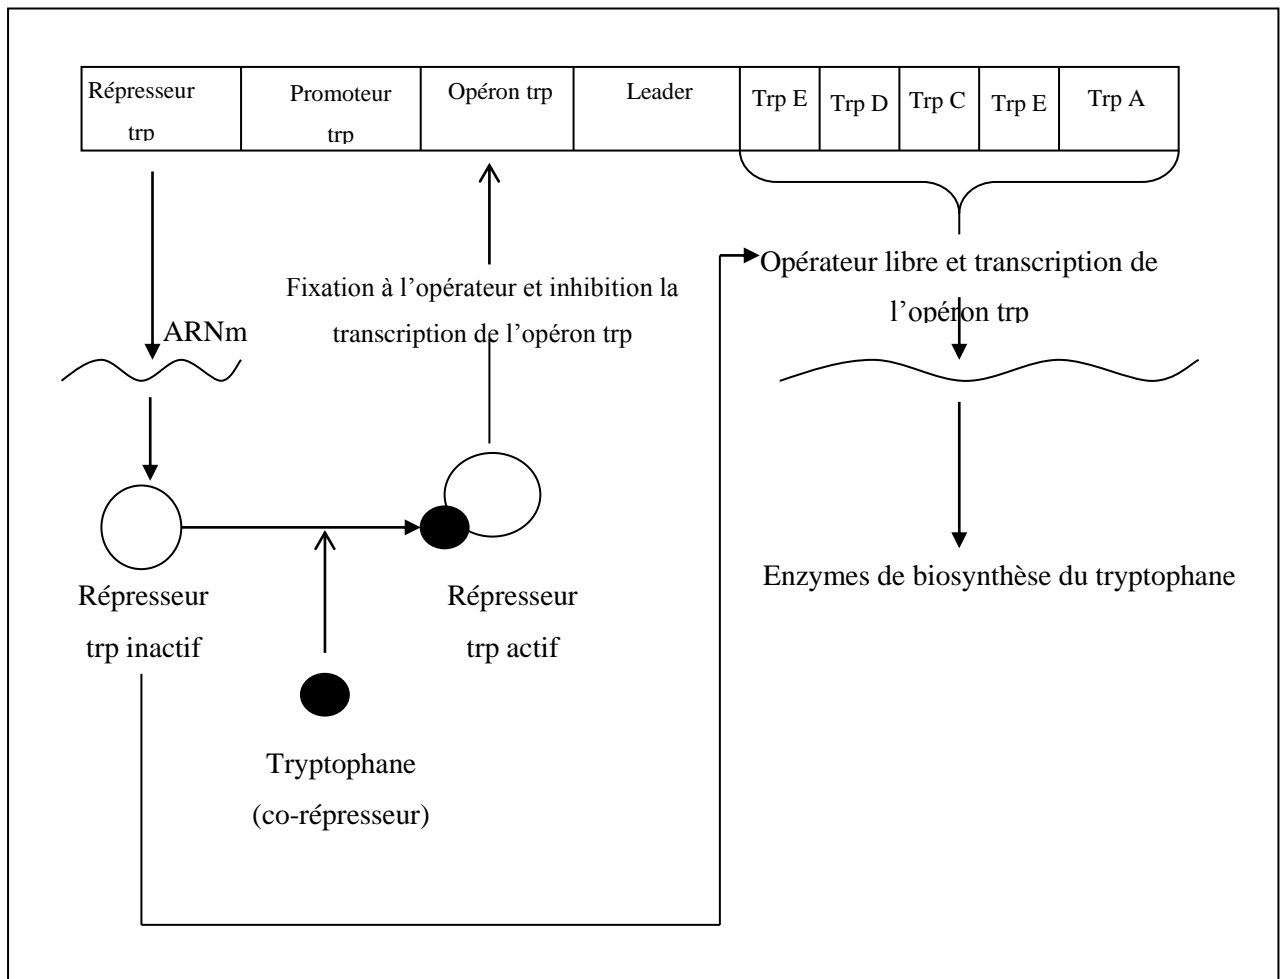 Répresseur
trp
Promoteur
trp
Opéron trp
Leader
Trp E
Trp D
Trp C
Trp E
Trp A
Opérateur libre et transcription de
l’opéron trp
Fixation à l’opérateur et inhibition la
transcription de l’opéron trp
ARNm
Enzymes de biosynthèse du tryptophane
Répresseur
trp inactif
Répresseur
trp actif
Tryptophane
(co-répresseur)